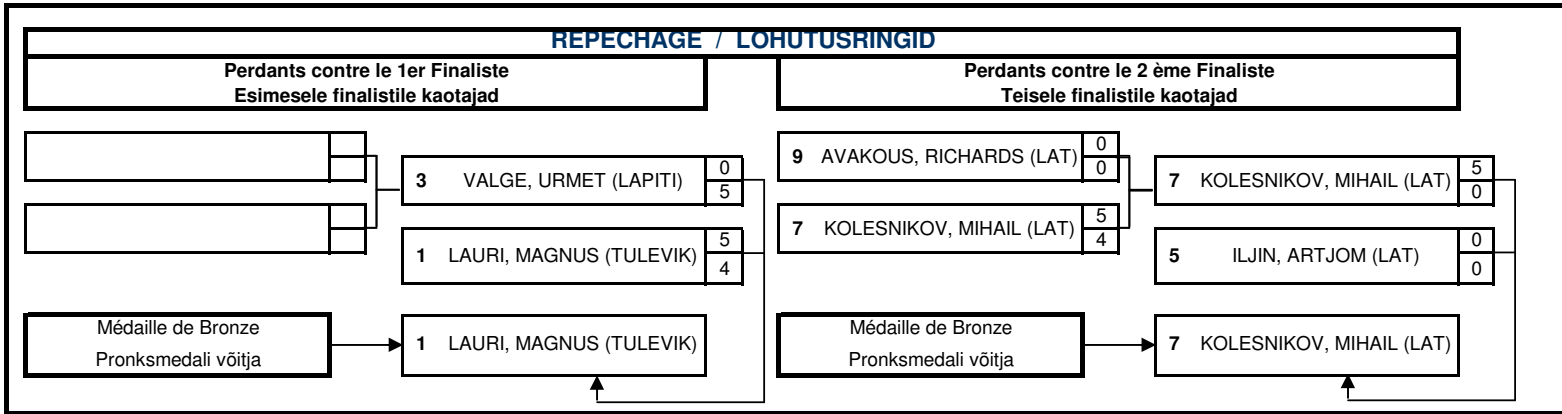 REPECHAGE / LOHUTUSRINGID
Perdants contre le 1er Finaliste
Esimesele finalistile kaotajad
Perdants contre le 2 ème Finaliste
Teisele finalistile kaotajad
3 VALGE, URMET (LAPITI) 0
5
1 LAURI, MAGNUS (TULEVIK) 5
4
Médaille de Bronze
Pronksmedali võitja
1 LAURI, MAGNUS (TULEVIK)
9 AVAKOUS, RICHARDS (LAT) 0
0
7 KOLESNIKOV, MIHAIL (LAT) 5
4
7 KOLESNIKOV, MIHAIL (LAT) 5
0
5 ILJIN, ARTJOM (LAT) 0
0
Médaille de Bronze
Pronksmedali võitja
7 KOLESNIKOV, MIHAIL (LAT)